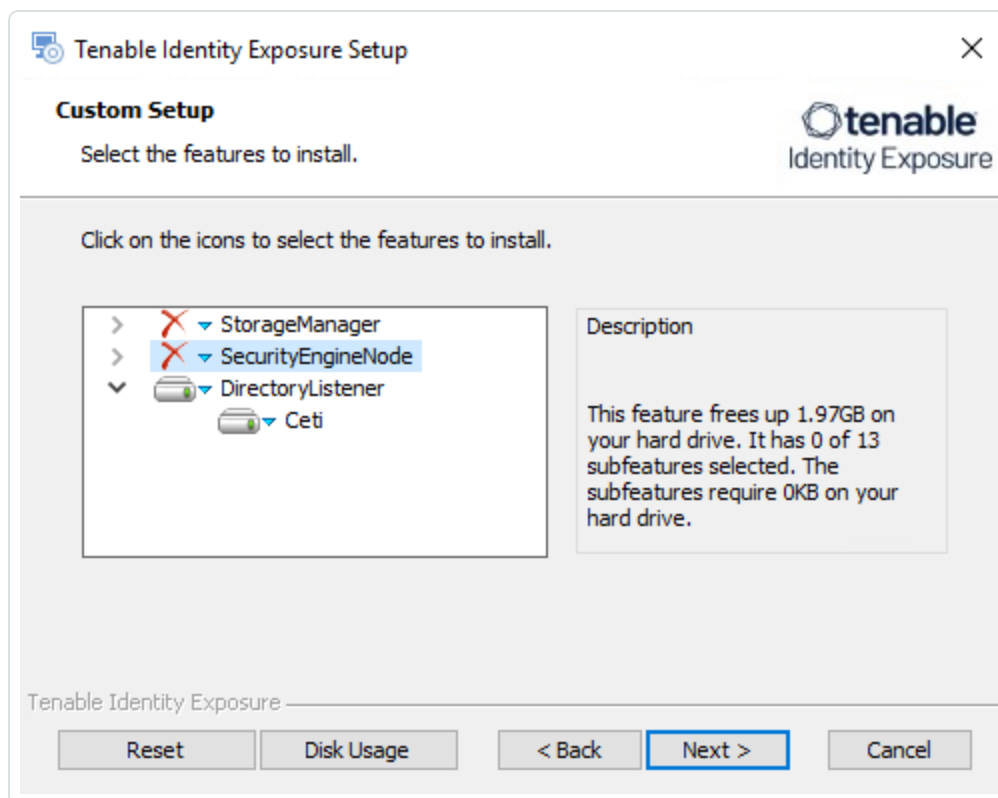 Tenable Identity Exposure Setup
Custom Setup
Select the features to install.
tenable
Identity Exposure
Click on the icons to select the features to install.
StorageManager
SecurityEngineNode
DirectoryListener
Ceti
Description
This feature frees up 1.97GB on
your hard drive. It has 0 of 13
subfeatures selected. The
subfeatures require 0KB on your
hard drive.
Tenable Identity Exposure
Reset
Disk Usage
< Back
Next >
Cancel